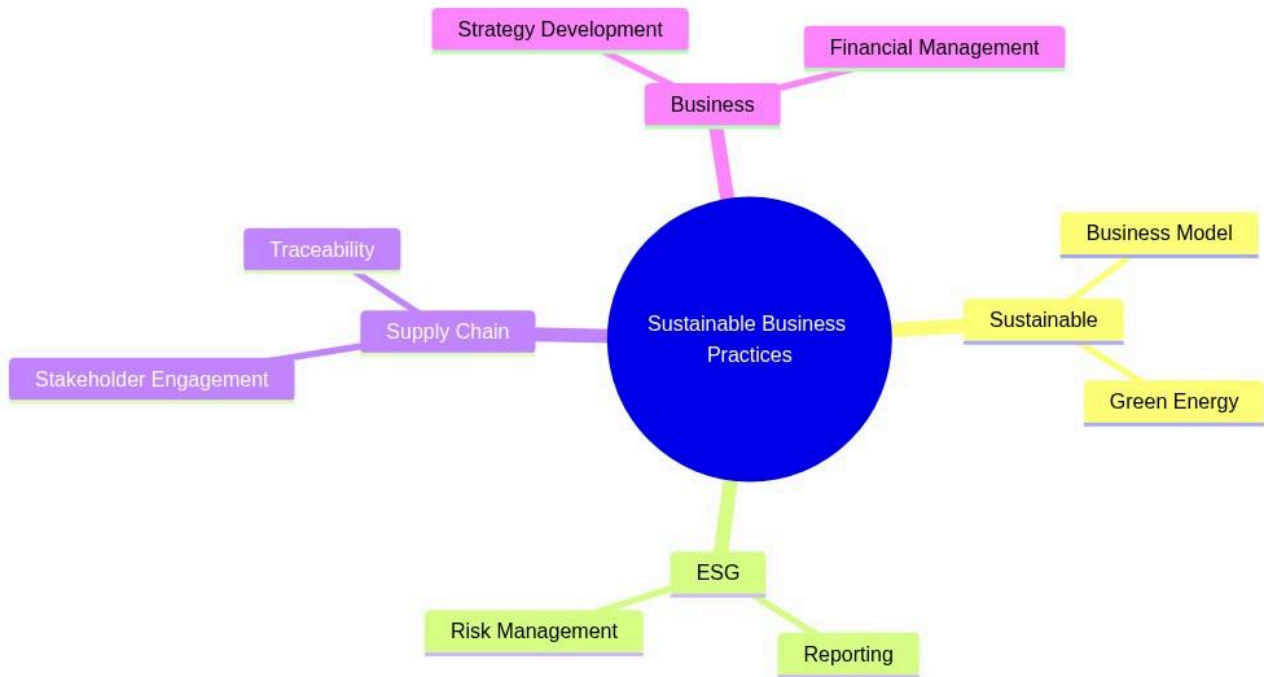 Strategy Development
Financial Management
Business
Traceability
Business Model
Supply Chain
Sustainable Business
Practices
Sustainable
Stakeholder Engagement
Green Energy
ESG
Risk Management
Reporting